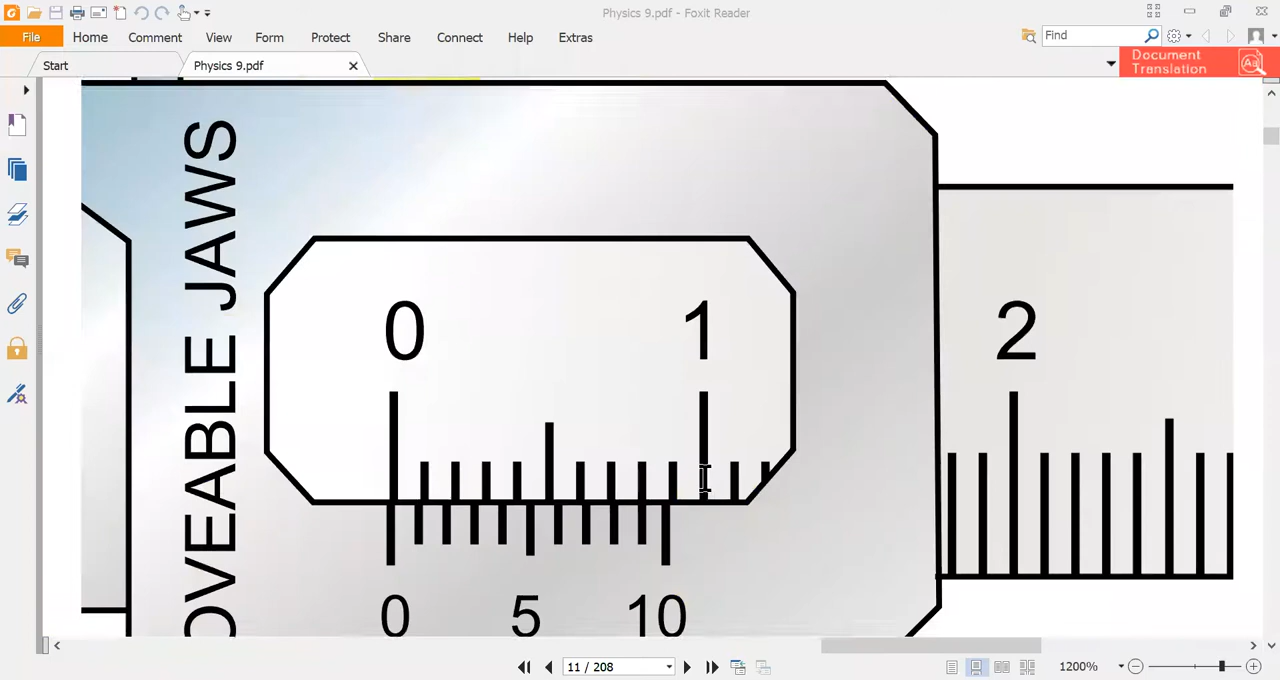 Physics 9.pdf - Foxit Reader
File Home Comment View Form Protect Share Connect Help Extras
Find
Start Physics 9.pdf
Document
Translation
OVEABLE JAWS
0 1 2
0 5 10
11 / 208
1200%